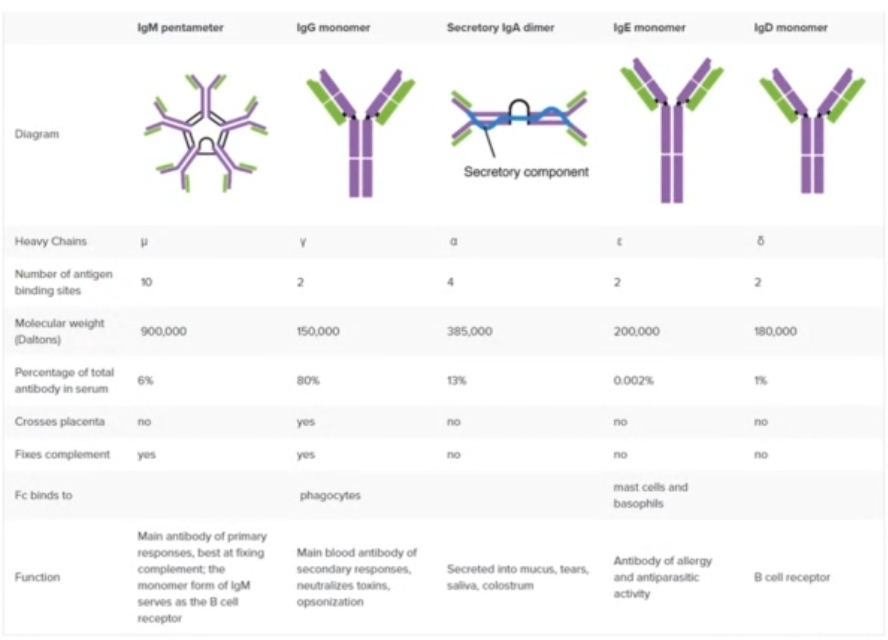 IgM pentameter IgG monomer Secretory IgA dimer IgE monomer IgD monomer
Diagram
Secretory component
Heavy Chains μ γ α ε δ
Number of antigen
binding sites
10 2 4 2 2
Molecular weight
(Daltons)
900,000 150,000 385,000 200,000 180,000
Percentage of total
antibody in serum
6% 80% 13% 0.002% 1%
Crosses placenta no yes no no no
Fixes complement yes yes no no no
Fc binds to
phagocytes
mast cells and
basophils
Function
Main antibody of primary
responses, best at fixing
complement; the
monomer form of IgM
serves as the B cell
receptor
Main blood antibody of
secondary responses,
neutralizes toxins,
opsonization
Secreted into mucus, tears,
saliva, colostrum
Antibody of allergy
and antiparasitic
activity
B cell receptor